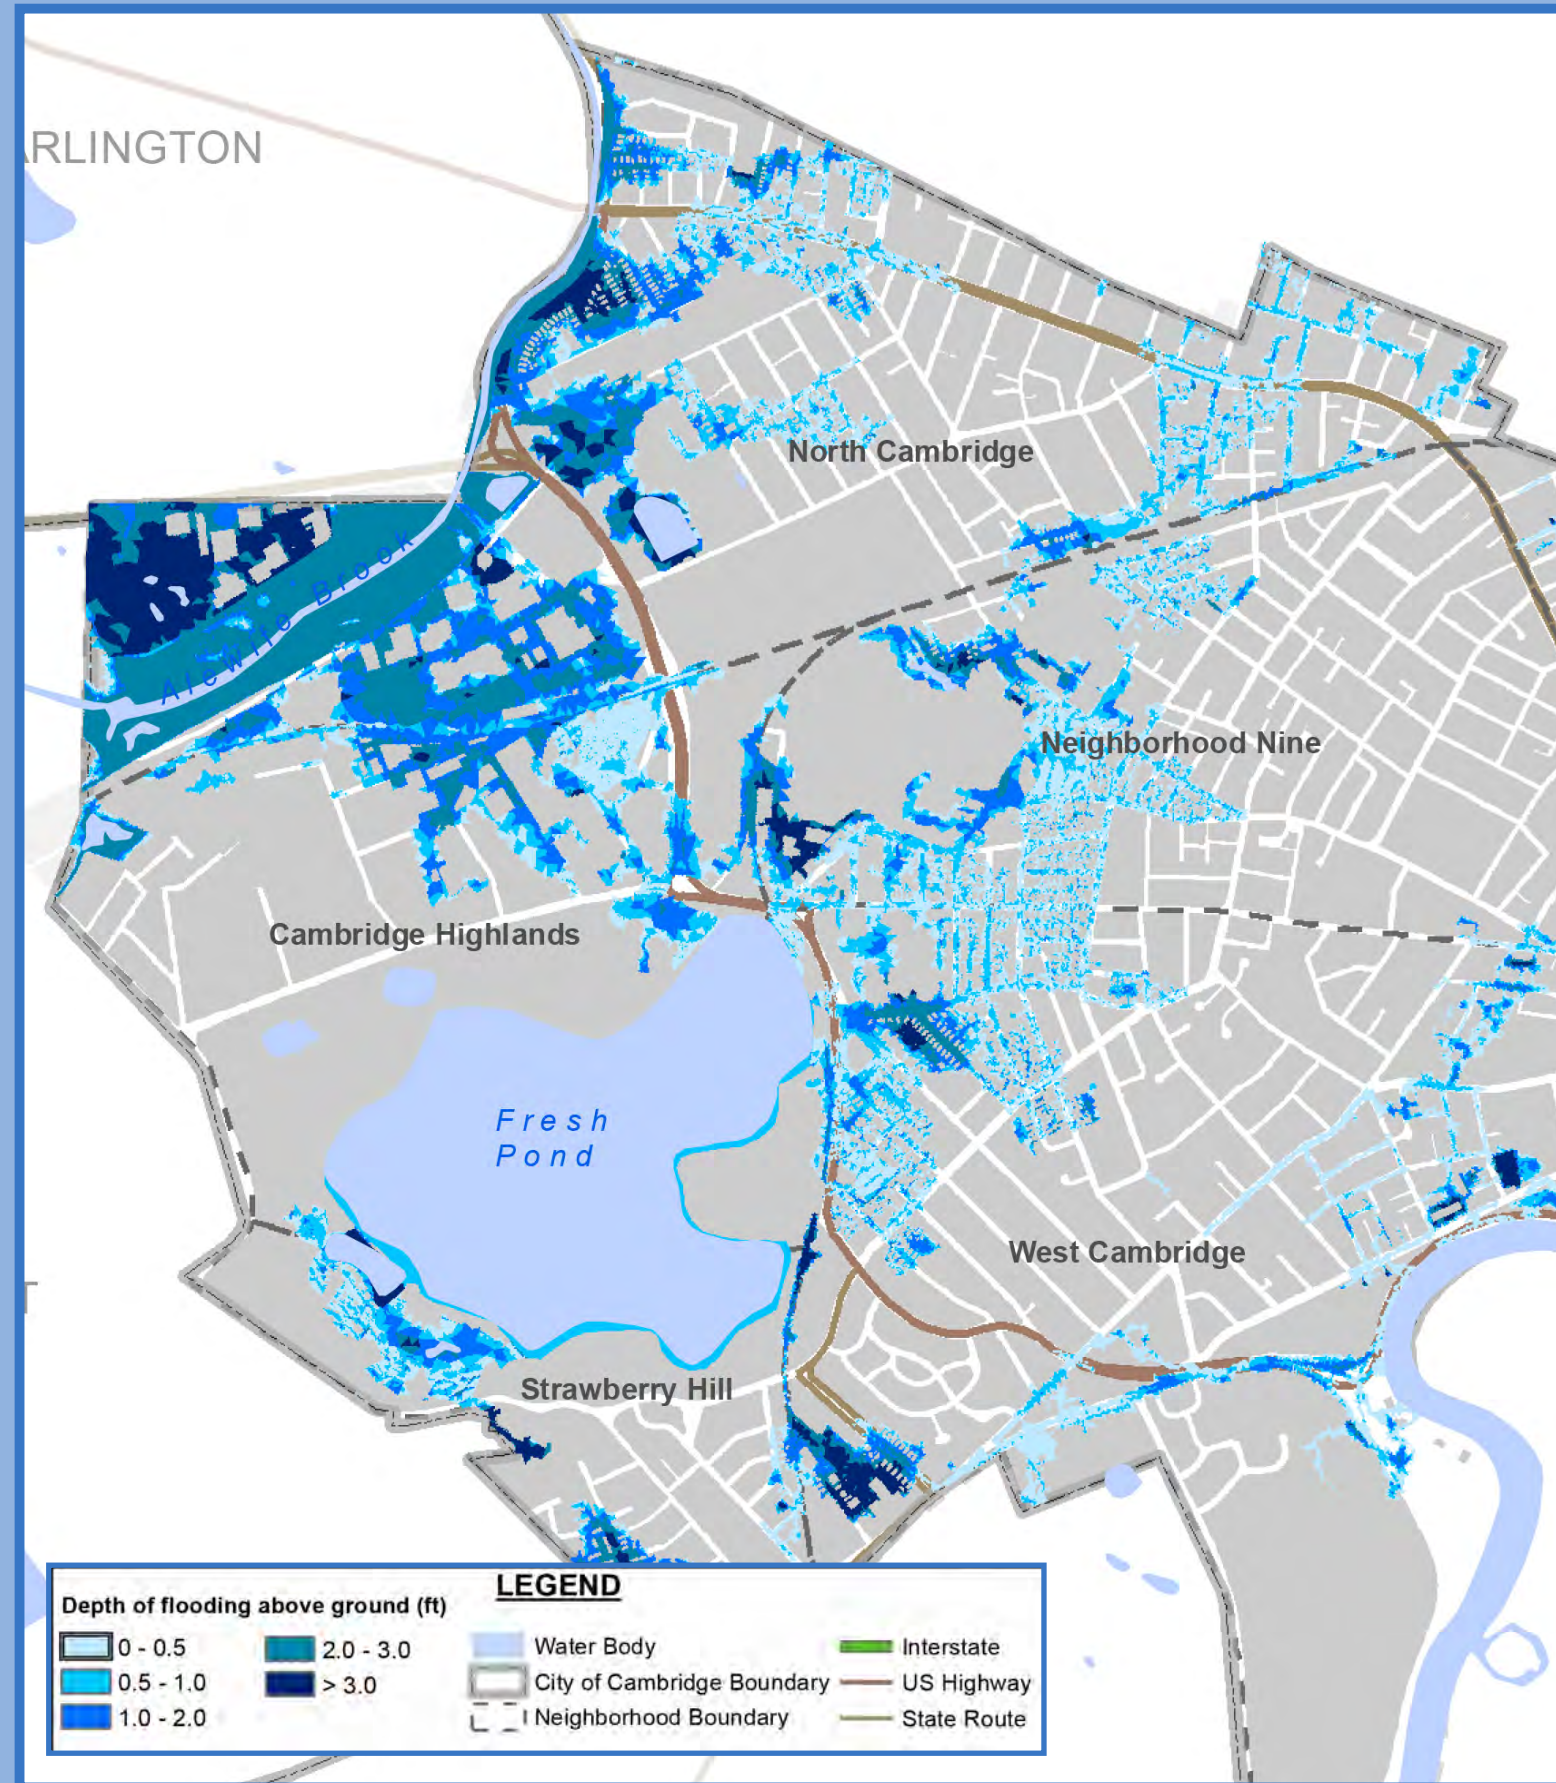 RLINGTON
North Cambridge
Alewife Brook
Neighborhood Nine
Cambridge Highlands
Fresh
Pond
West Cambridge
Strawberry Hill
LEGEND
Depth of flooding above ground (ft)
0 - 0.5
0.5 - 1.0
1.0 - 2.0
2.0 - 3.0
> 3.0
Water Body
City of Cambridge Boundary
Neighborhood Boundary
Interstate
US Highway
State Route